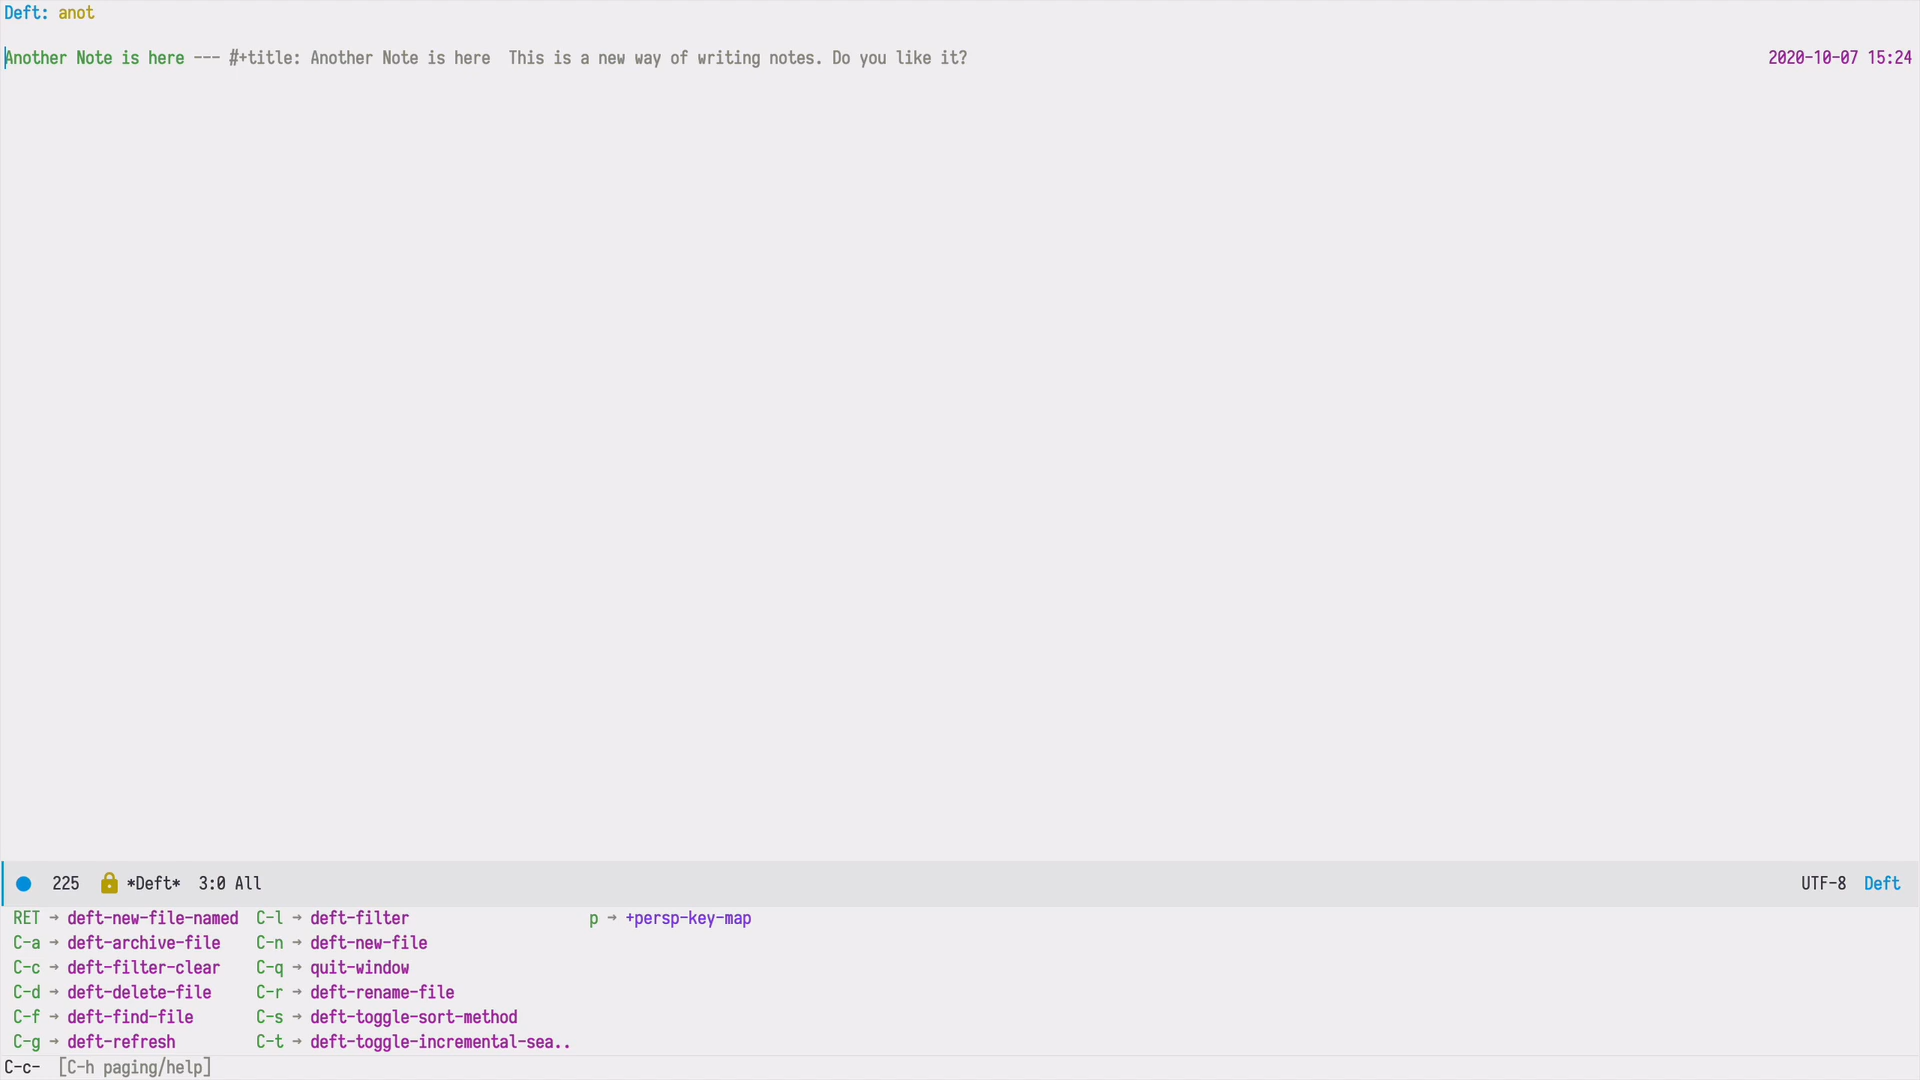 Deft: anot
Another Note is here --- #+title: Another Note is here  This is a new way of writing notes. Do you like it? 2020-10-07 15:24
225 *Deft* 3:0 All UTF-8 Deft
RET → deft-new-file-named C-l → deft-filter p → +persp-key-map
C-a → deft-archive-file C-n → deft-new-file
C-c → deft-filter-clear C-q → quit-window
C-d → deft-delete-file C-r → deft-rename-file
C-f → deft-find-file C-s → deft-toggle-sort-method
C-g → deft-refresh C-t → deft-toggle-incremental-sea..
C-c- [C-h paging/help]